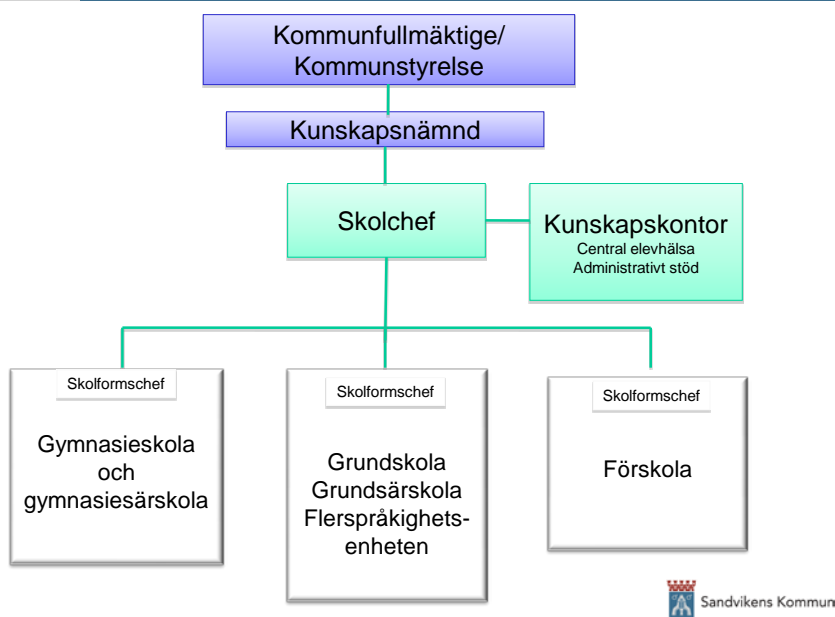 Kommunfullmäktige/
Kommunstyrelse
Kunskapsnämnd
Skolchef
Kunskapskontor
Central elevhälsa
Administrativt stöd
Skolformschef
Gymnasieskola
och
gymnasiesärskola
Skolformschef
Grundskola
Grundsärskola
Flerspråkighets-
enheten
Skolformschef
Förskola
Sandvikens Kommun